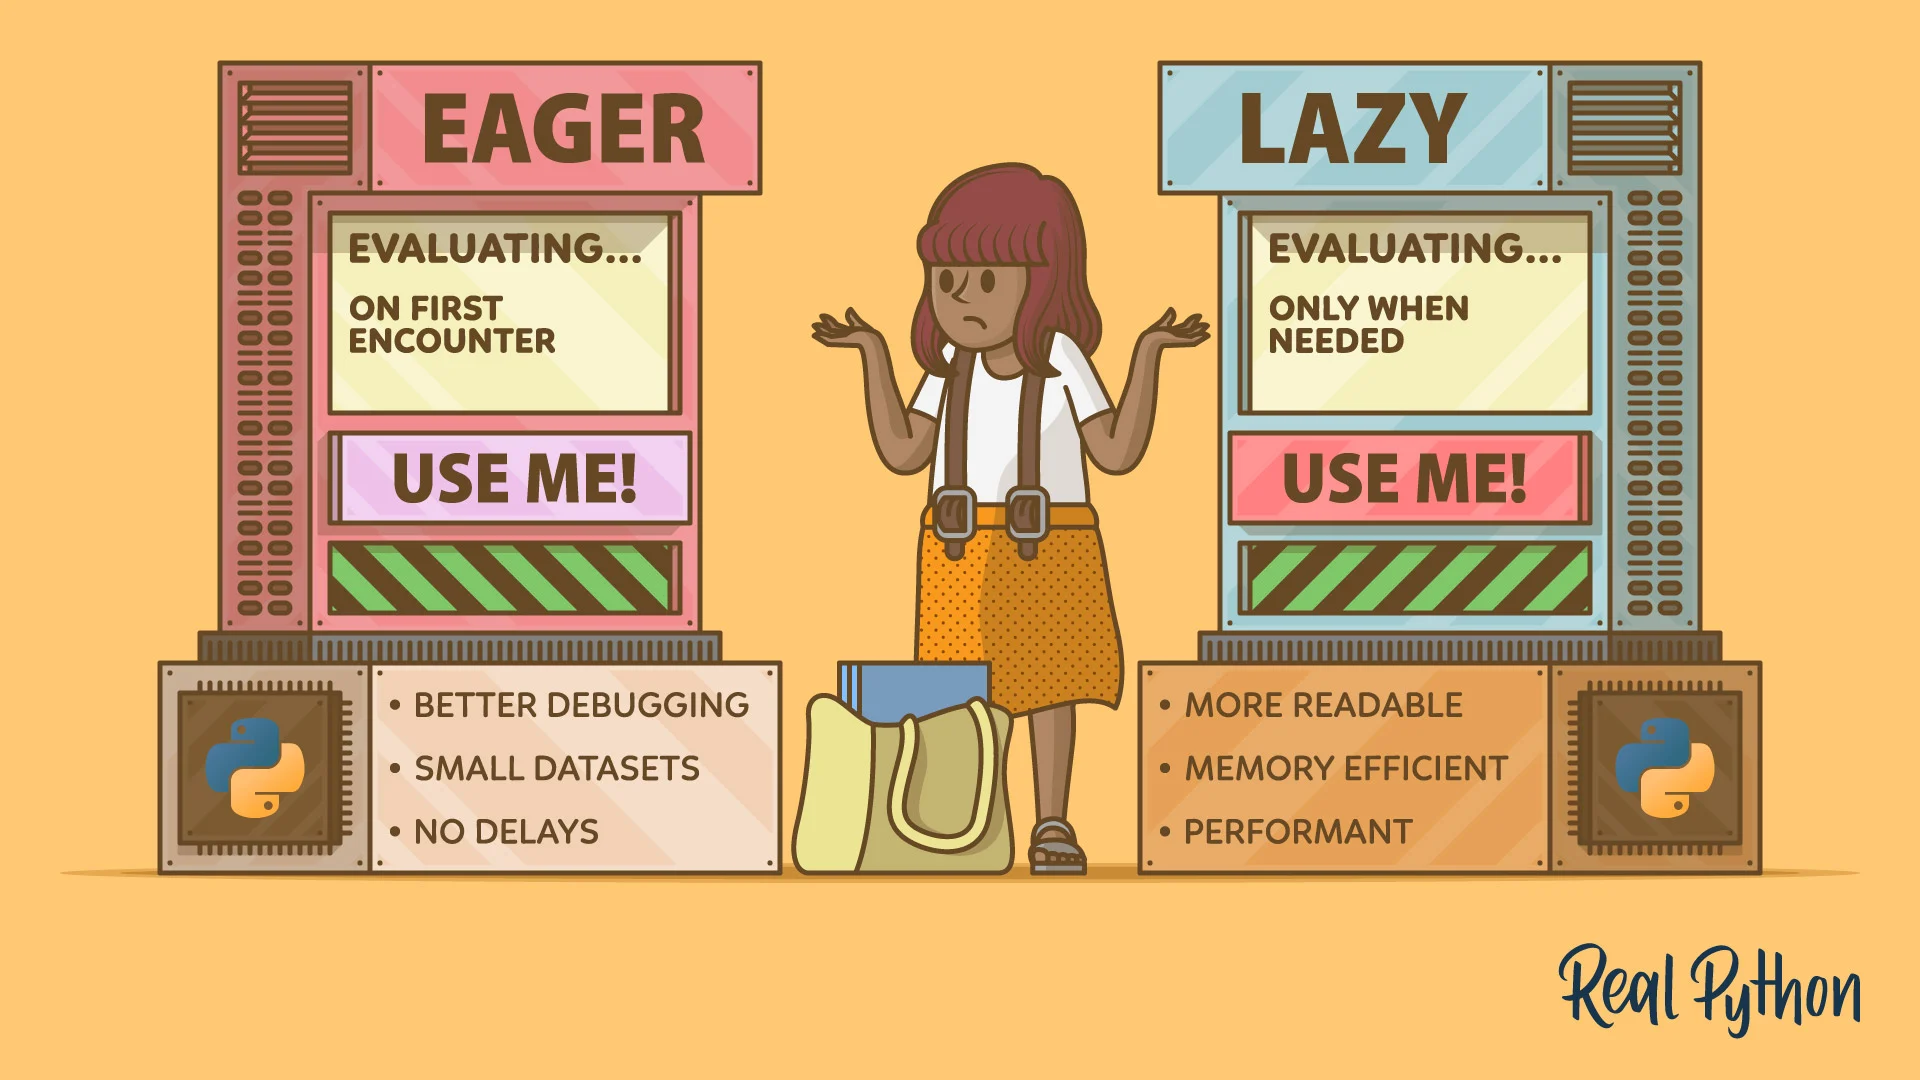 EAGER
EVALUATING...
ON FIRST
ENCOUNTER
USE ME!
• BETTER DEBUGGING
• SMALL DATASETS
• NO DELAYS
LAZY
EVALUATING...
ONLY WHEN
NEEDED
USE ME!
• MORE READABLE
• MEMORY EFFICIENT
• PERFORMANT
Real Python